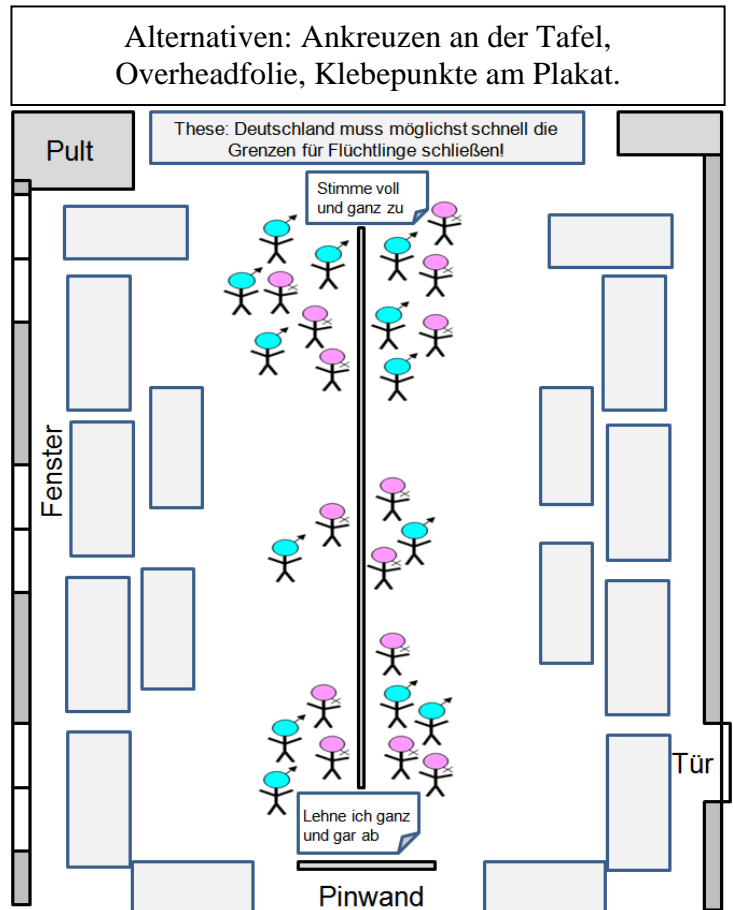 Alternativen: Ankreuzen an der Tafel,
Overheadfolie, Klebepunkte am Plakat.
Pult
These: Deutschland muss möglichst schnell die
Grenzen für Flüchtlinge schließen!
Stimme voll
und ganz zu
Fenster
Tür
Lehne ich ganz
und gar ab
Pinwand